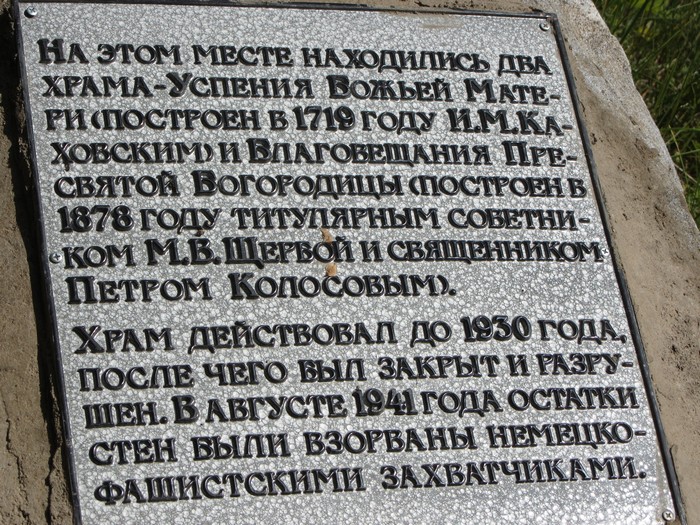 На этом месте находились два
храма-Успения Божьей Мате-
ри (построен в 1719 году И.М.Ка-
ховским) и Благовещания Пре-
святой Богородицы (построен в
1878 году титулярным советни-
ком М.В. Щербой и священником
Петром Колосовым).
Храм действовал до 1930 года,
после чего был закрыт и разру-
шен. В августе 1941 года остатки
стен были взорваны немецко-
фашистскими захватчиками.